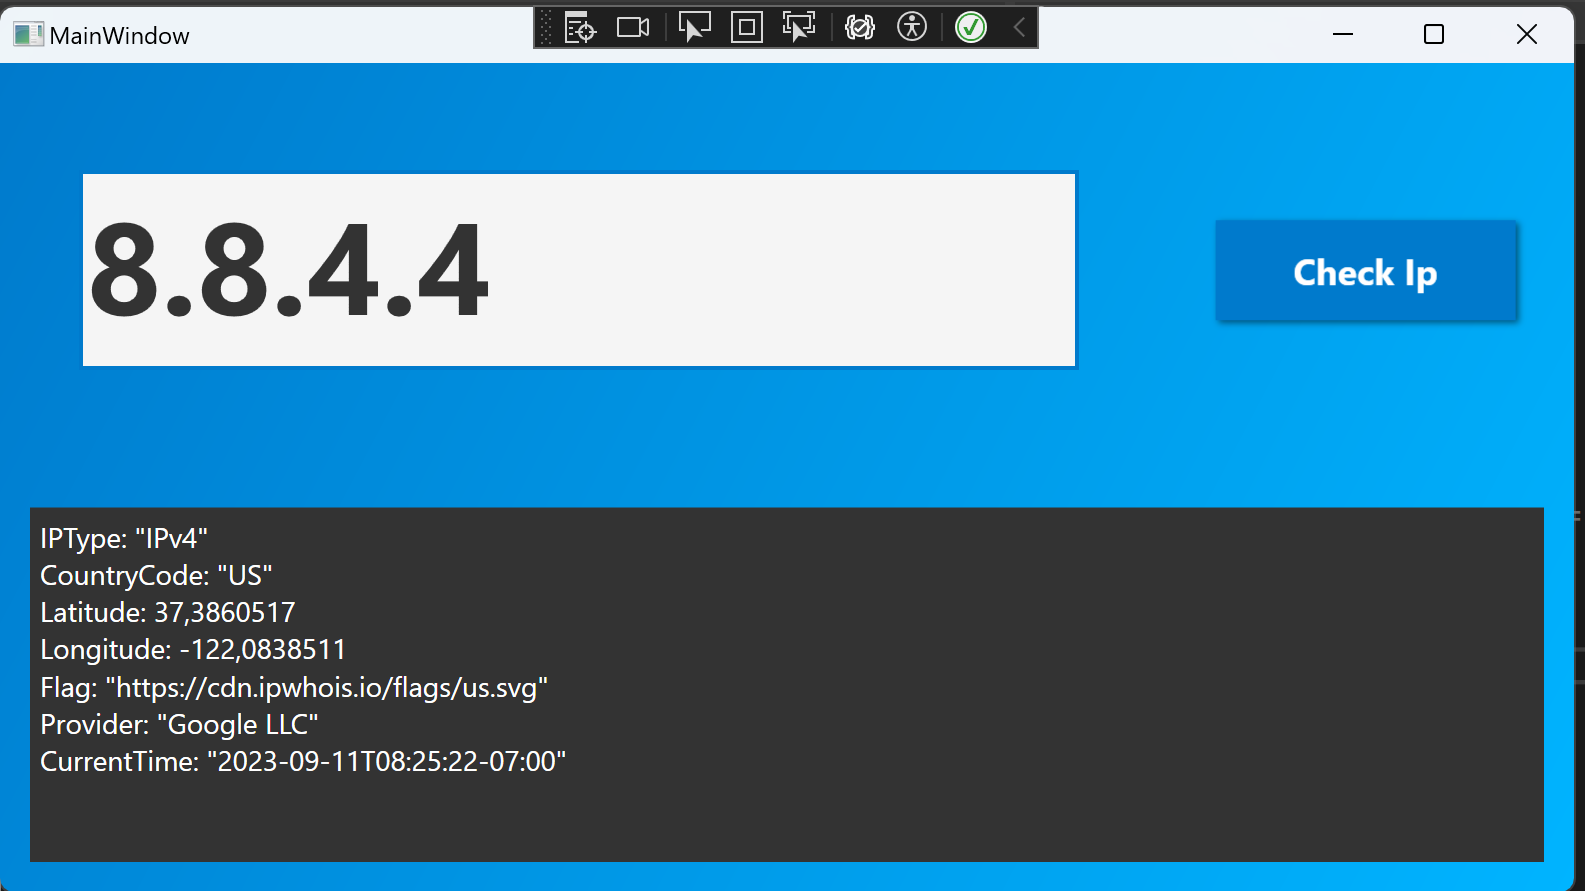 MainWindow
8.8.4.4
Check Ip
IPType: "IPv4"
CountryCode: "US"
Latitude: 37,3860517
Longitude: -122,0838511
Flag: "https://cdn.ipwhois.io/flags/us.svg"
Provider: "Google LLC"
CurrentTime: "2023-09-11T08:25:22-07:00"